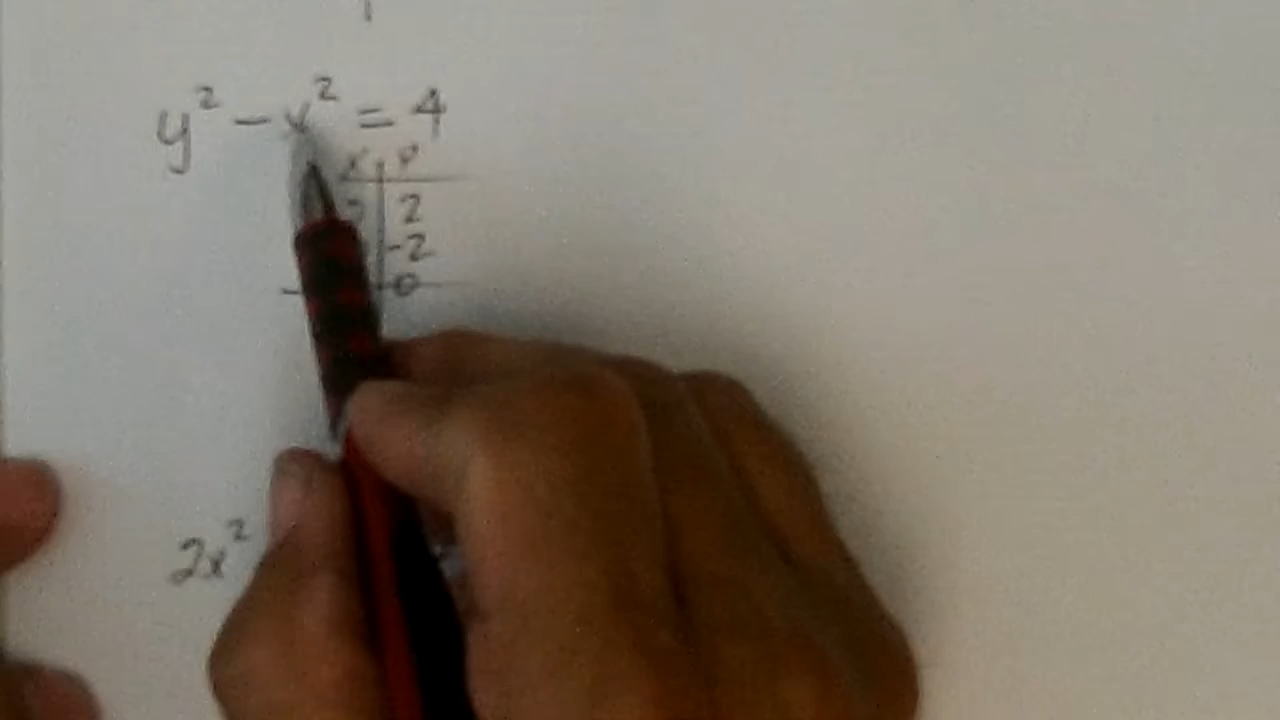 y² - x² = 4
x y
2
-2
0
2x²